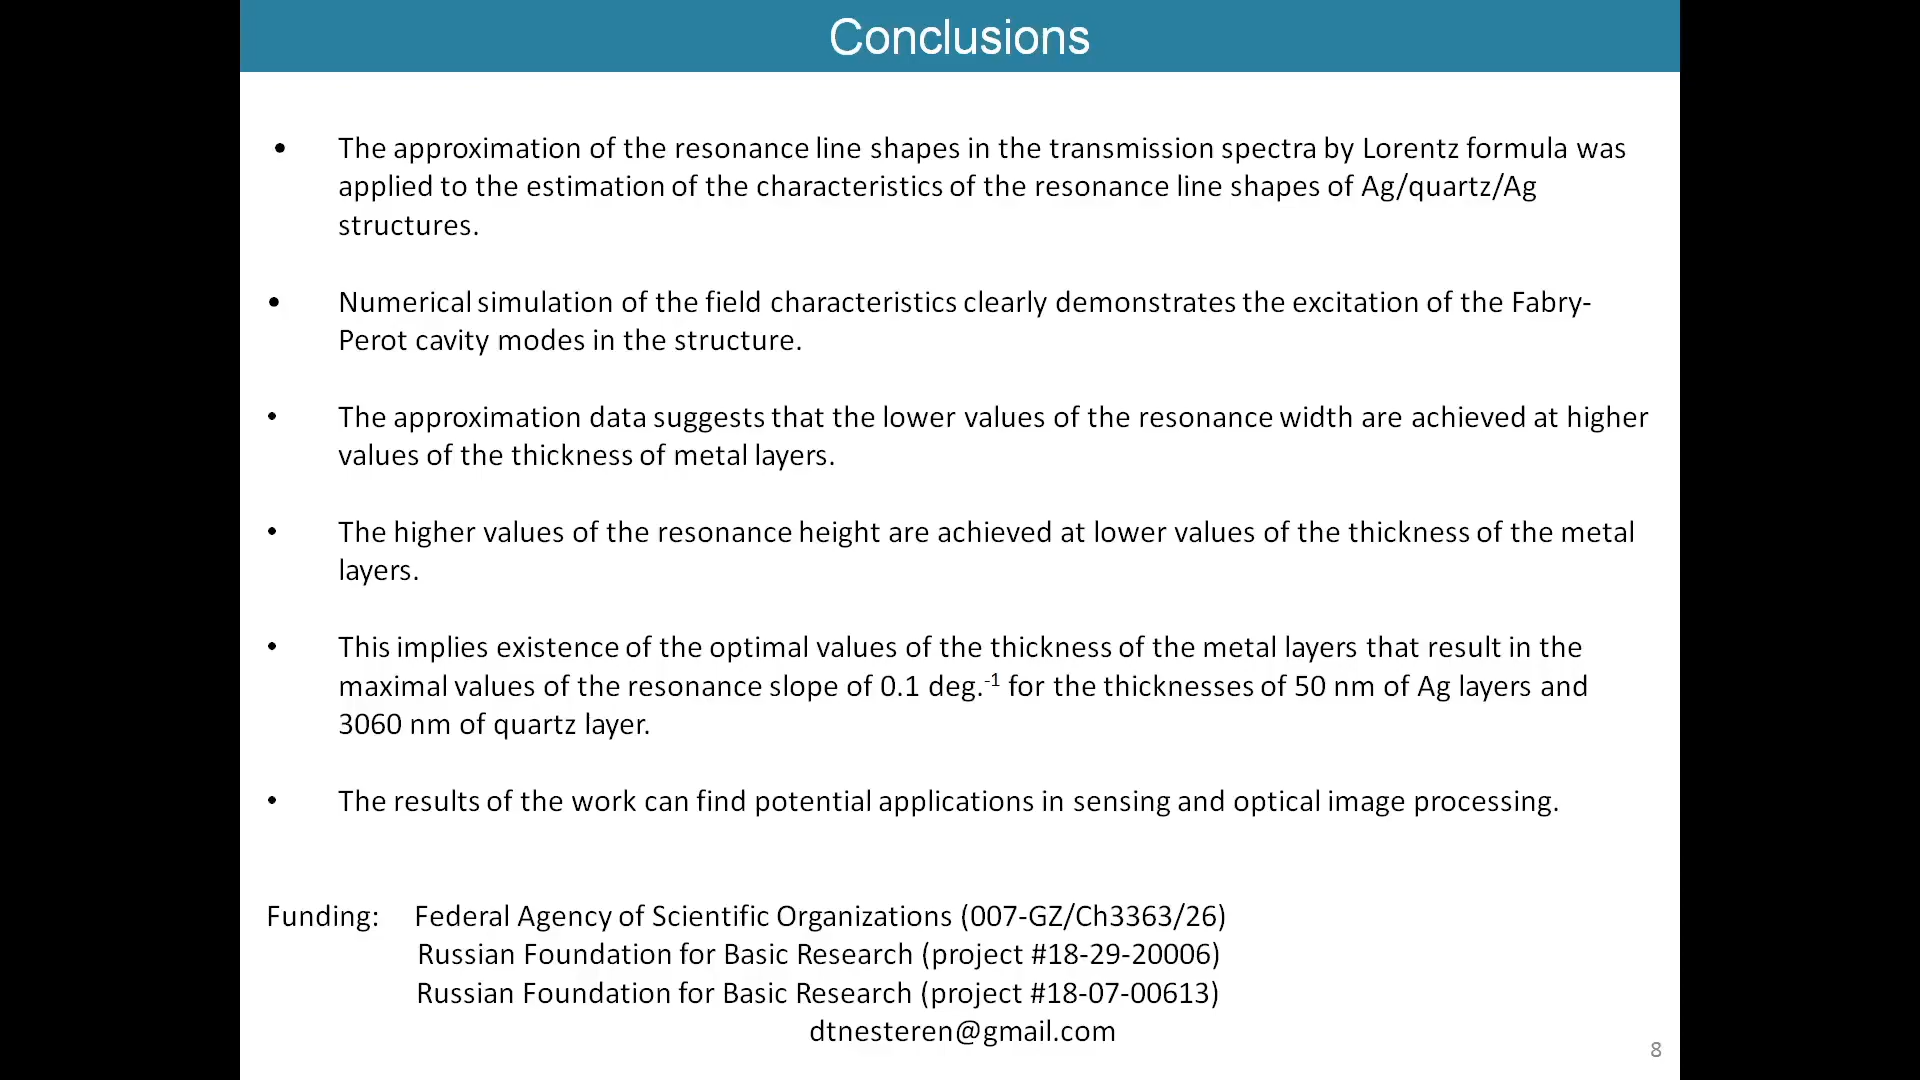 Conclusions
• The approximation of the resonance line shapes in the transmission spectra by Lorentz formula was
applied to the estimation of the characteristics of the resonance line shapes of Ag/quartz/Ag
structures.
• Numerical simulation of the field characteristics clearly demonstrates the excitation of the Fabry-
Perot cavity modes in the structure.
• The approximation data suggests that the lower values of the resonance width are achieved at higher
values of the thickness of metal layers.
• The higher values of the resonance height are achieved at lower values of the thickness of the metal
layers.
• This implies existence of the optimal values of the thickness of the metal layers that result in the
maximal values of the resonance slope of 0.1 deg.⁻¹ for the thicknesses of 50 nm of Ag layers and
3060 nm of quartz layer.
• The results of the work can find potential applications in sensing and optical image processing.
Funding: Federal Agency of Scientific Organizations (007-GZ/Ch3363/26)
Russian Foundation for Basic Research (project #18-29-20006)
Russian Foundation for Basic Research (project #18-07-00613)
dtnesteren@gmail.com
8